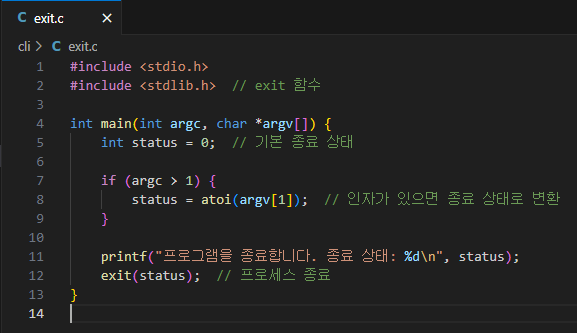 exit.c
cli > exit.c
1 #include <stdio.h>
2 #include <stdlib.h>  // exit 함수
3
4 int main(int argc, char *argv[]) {
5     int status = 0;  // 기본 종료 상태
6
7     if (argc > 1) {
8         status = atoi(argv[1]);  // 인자가 있으면 종료 상태로 변환
9     }
10
11     printf("프로그램을 종료합니다. 종료 상태: %d\n", status);
12     exit(status);  // 프로세스 종료
13 }
14